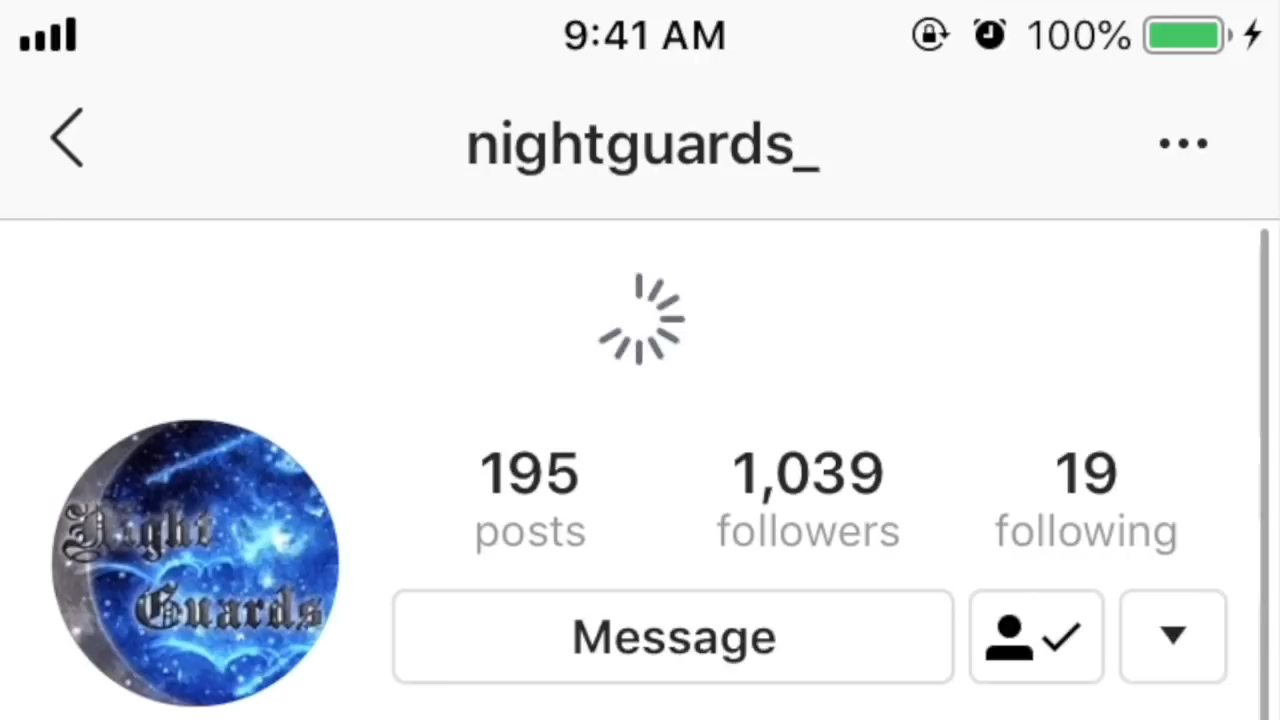 9:41 AM 100%
nightguards_
195 1,039 19
posts followers following
Night
Guards
Message